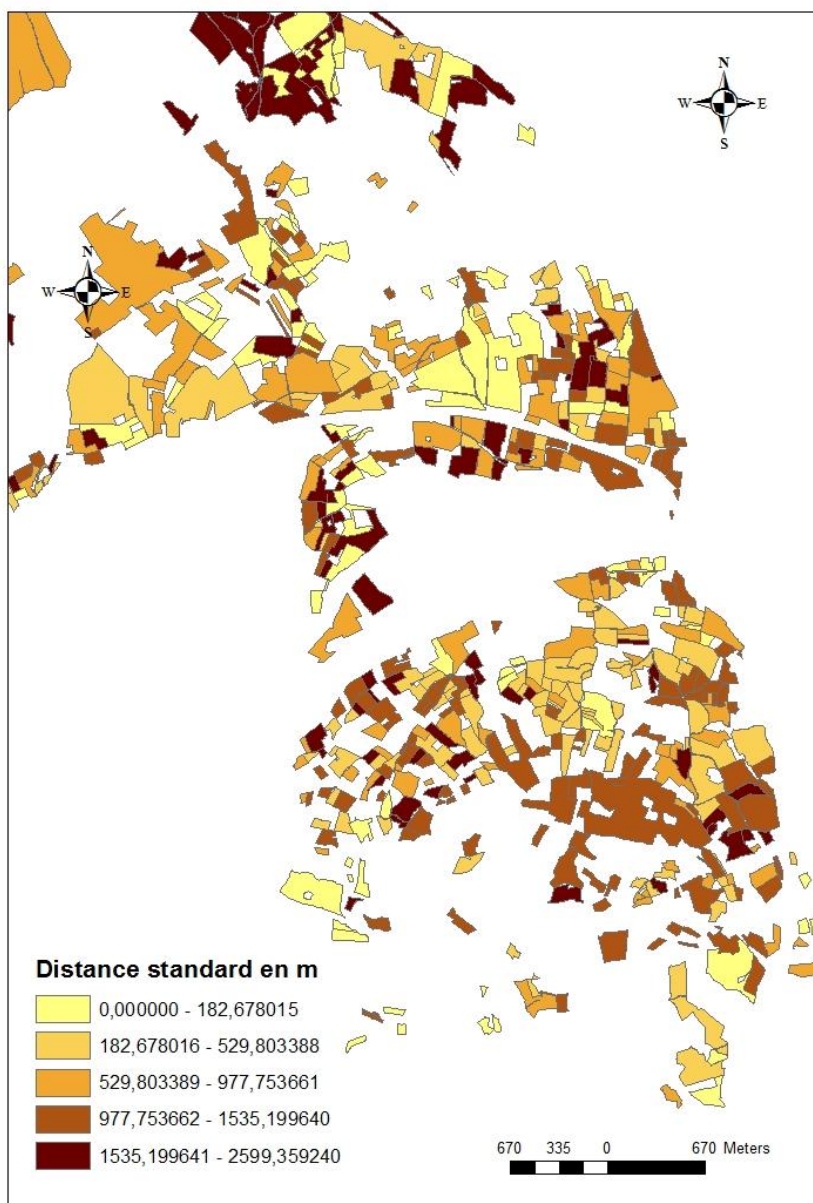 N
W E
S
N
W E
S
Distance standard en m
0,000000 - 182,678015
182,678016 - 529,803388
529,803389 - 977,753661
977,753662 - 1535,199640
1535,199641 - 2599,359240
670 335 0 670 Meters